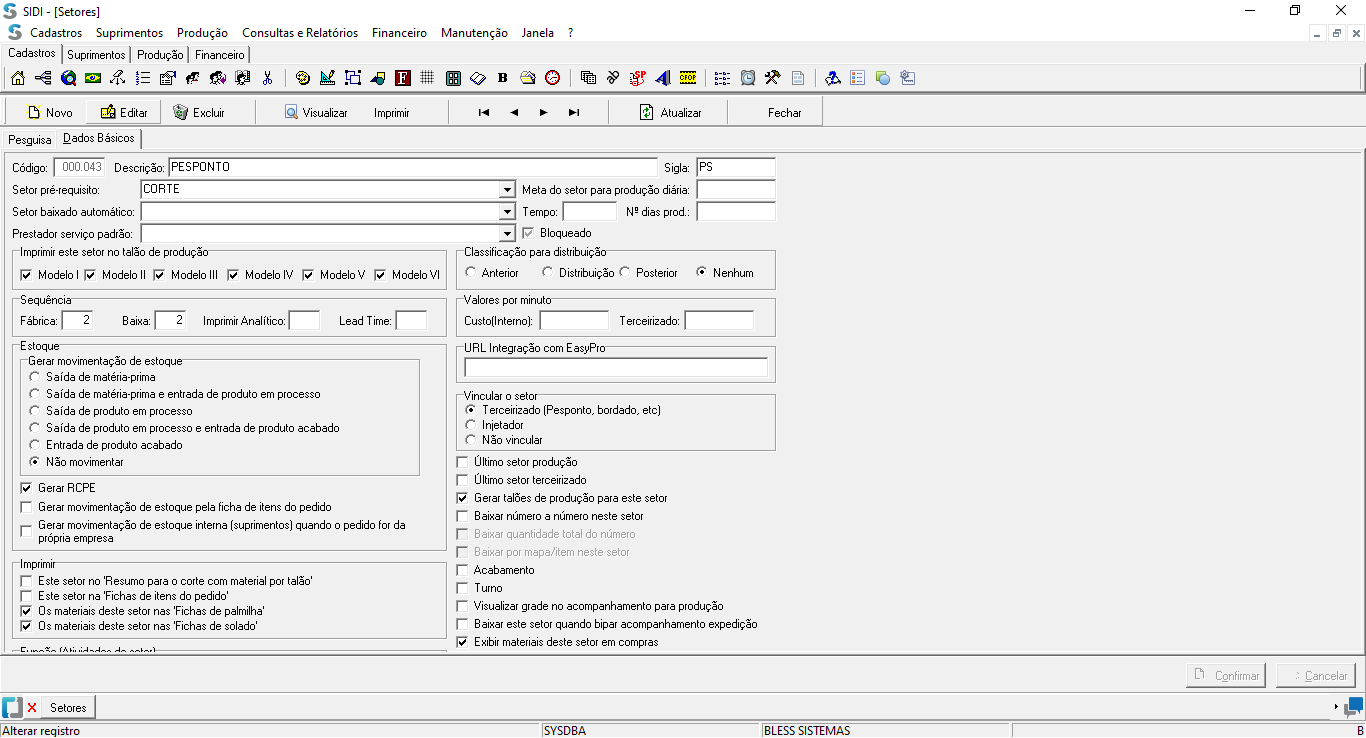 SIDI - [Setores]
Cadastros Suprimentos Produção Consultas e Relatórios Financeiro Manutenção Janela ?
Cadastros Suprimentos Produção Financeiro
F B SP CFOP
Novo Editar Excluir Visualizar Imprimir Atualizar Fechar
Pesquisa Dados Básicos
Código: 000.043 Descrição: PESPONTO Sigla: PS
Setor pré-requisito: CORTE Meta do setor para produção diária:
Setor baixado automático: Tempo: Nº dias prod.:
Prestador serviço padrão: Bloqueado
Imprimir este setor no talão de produção
Modelo I Modelo II Modelo III Modelo IV Modelo V Modelo VI
Classificação para distribuição
Anterior Distribuição Posterior Nenhum
Sequência
Fábrica: 2 Baixa: 2 Imprimir Analítico: Lead Time:
Valores por minuto
Custo(Interno): Terceirizado:
Estoque
Gerar movimentação de estoque
Saída de matéria-prima
Saída de matéria-prima e entrada de produto em processo
Saída de produto em processo
Saída de produto em processo e entrada de produto acabado
Entrada de produto acabado
Não movimentar
Gerar RCPE
Gerar movimentação de estoque pela ficha de itens do pedido
Gerar movimentação de estoque interna (suprimentos) quando o pedido for da
própria empresa
URL Integração com EasyPro
Vincular o setor
Terceirizado (Pesponto, bordado, etc)
Injetador
Não vincular
Último setor produção
Último setor terceirizado
Gerar talões de produção para este setor
Baixar número a número neste setor
Baixar quantidade total do número
Baixar por mapa/item neste setor
Acabamento
Turno
Visualizar grade no acompanhamento para produção
Baixar este setor quando bipar acompanhamento expedição
Exibir materiais deste setor em compras
Imprimir
Este setor no 'Resumo para o corte com material por talão'
Este setor na 'Fichas de itens do pedido'
Os materiais deste setor nas 'Fichas de palmilha'
Os materiais deste setor nas 'Fichas de solado'
Função (Atividades do setor)
Confirmar Cancelar
Setores
Alterar registro SYSDBA BLESS SISTEMAS B